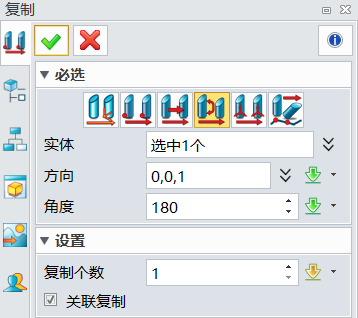 复制
必选
实体 选中1个
方向 0,0,1
角度 180
设置
复制个数 1
关联复制